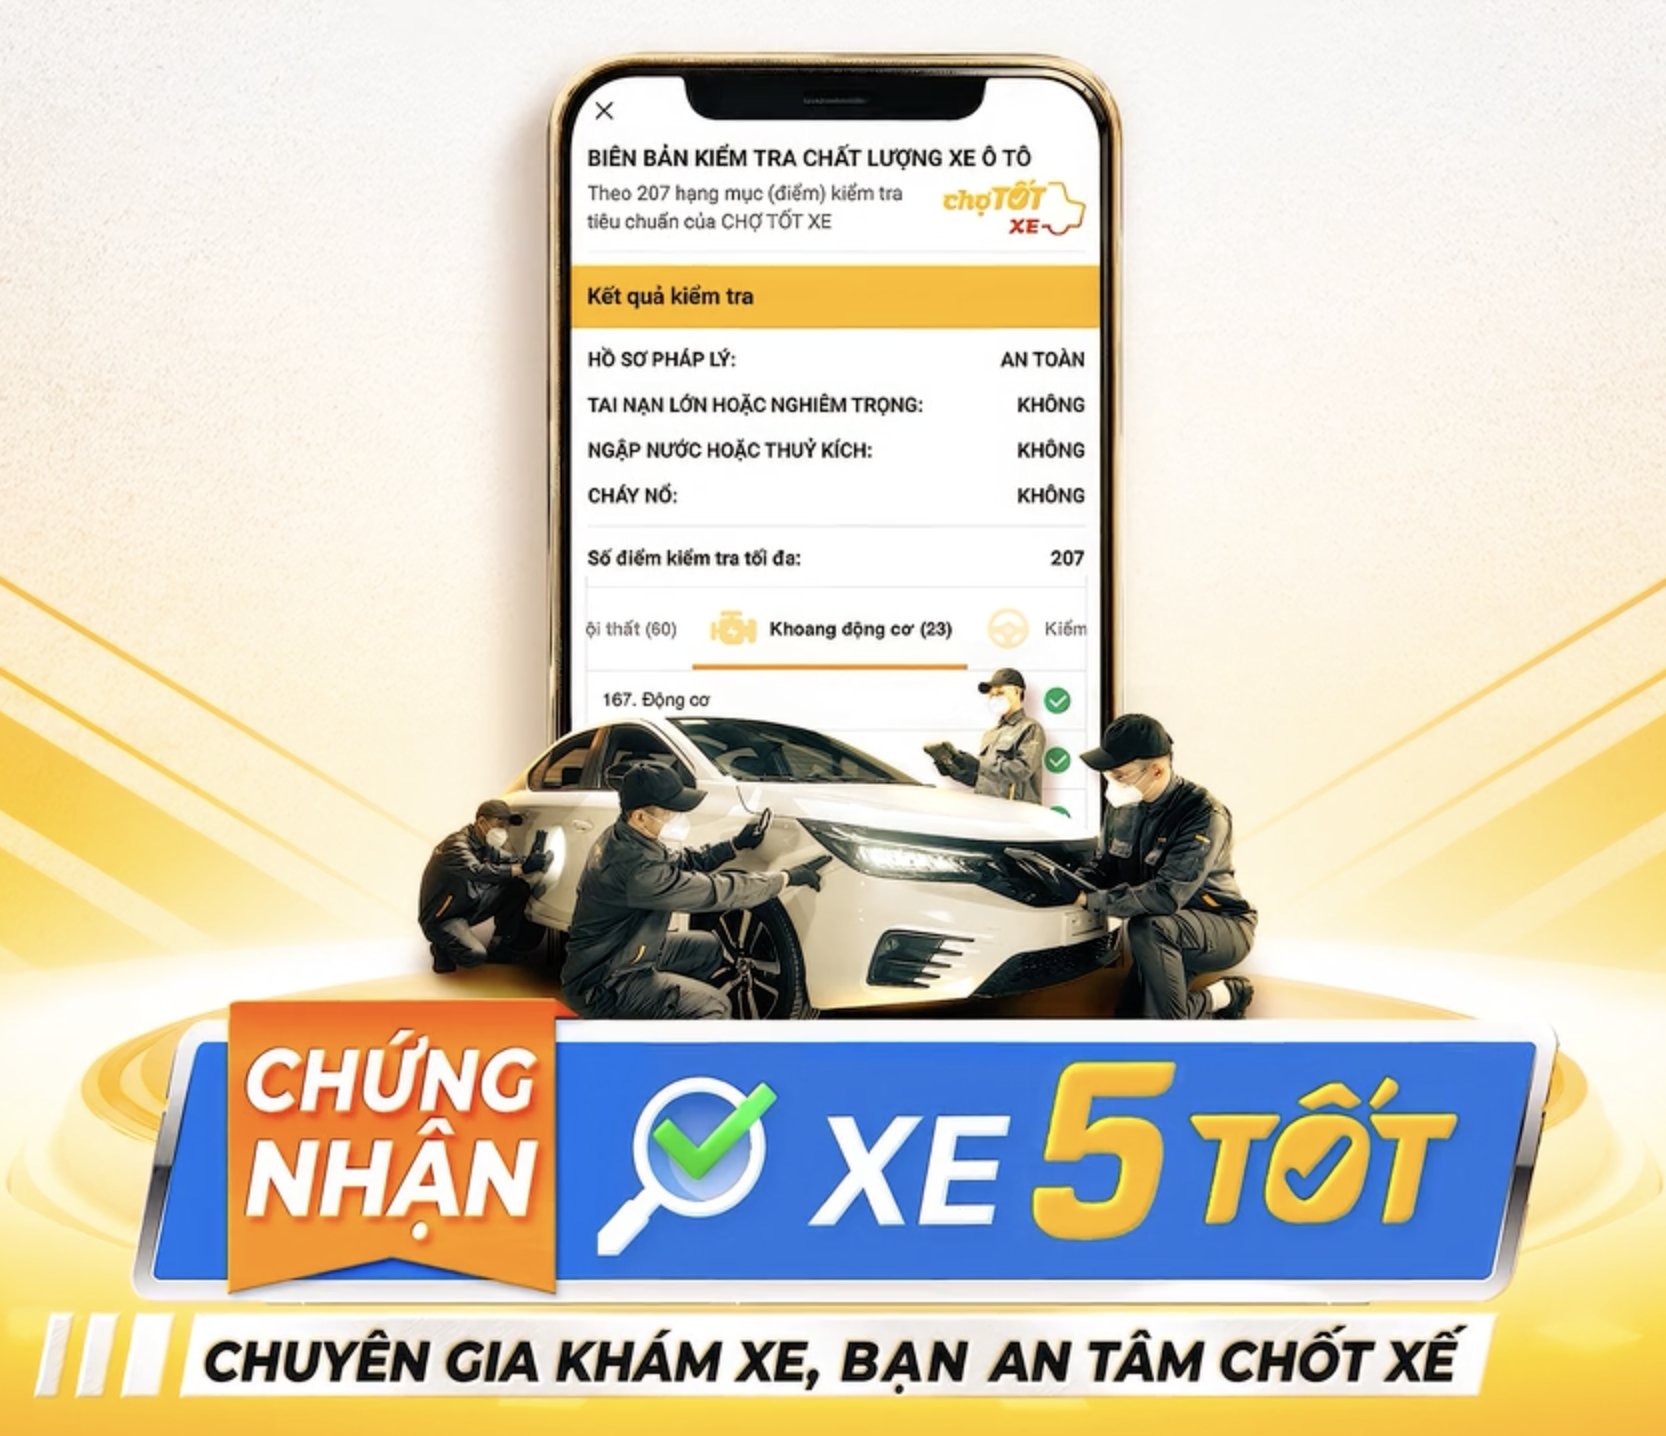 BIÊN BẢN KIỂM TRA CHẤT LƯỢNG XE Ô TÔ
Theo 207 hạng mục (điểm) kiểm tra
tiêu chuẩn của CHỢ TỐT XE
chợTỐT
XE
Kết quả kiểm tra
HỒ SƠ PHÁP LÝ: AN TOÀN
TAI NẠN LỚN HOẶC NGHIÊM TRỌNG: KHÔNG
NGẬP NƯỚC HOẶC THUỶ KÍCH: KHÔNG
CHÁY NỔ: KHÔNG
Số điểm kiểm tra tối đa: 207
ội thất (60) Khoang động cơ (23) Kiểm
167. Động cơ
CHỨNG
NHẬN
XE 5 TỐT
CHUYÊN GIA KHÁM XE, BẠN AN TÂM CHỐT XẾ